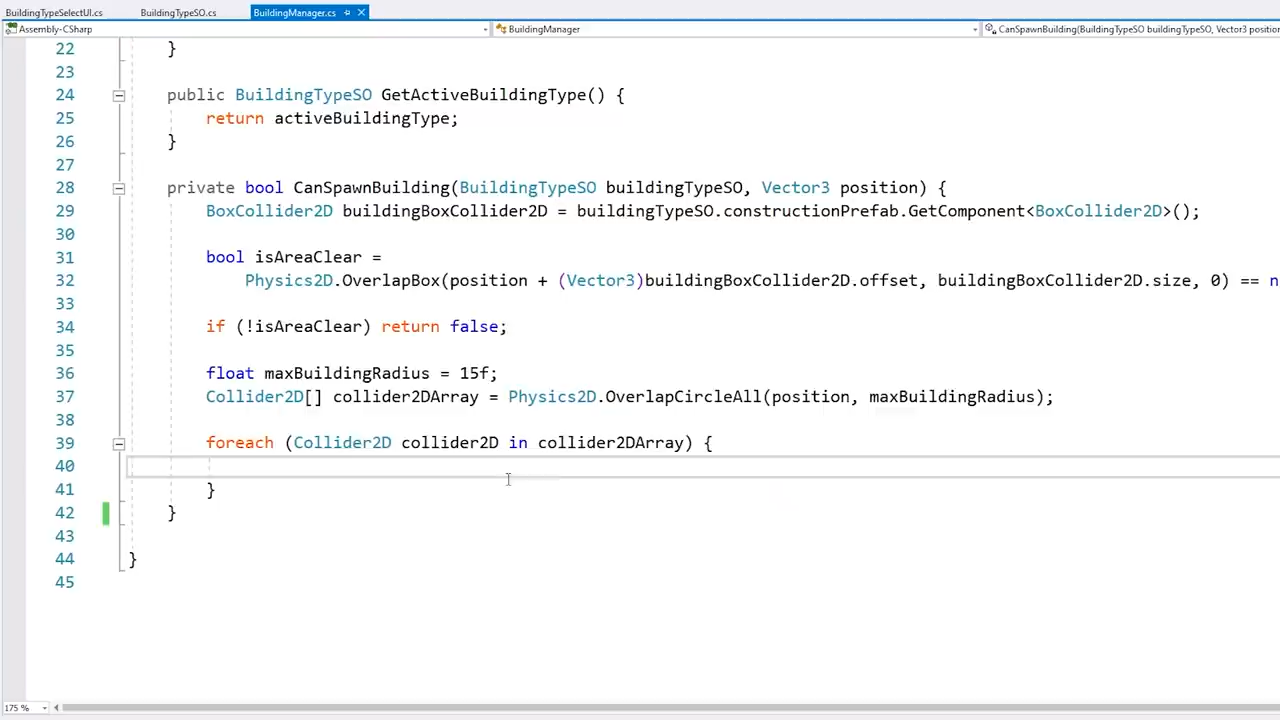 BuildingTypeSelectUI.cs BuildingTypeSO.cs BuildingManager.cs
Assembly-CSharp BuildingManager CanSpawnBuilding(BuildingTypeSO buildingTypeSO, Vector3 position
22 }
23
24 public BuildingTypeSO GetActiveBuildingType() {
25 return activeBuildingType;
26 }
27
28 private bool CanSpawnBuilding(BuildingTypeSO buildingTypeSO, Vector3 position) {
29 BoxCollider2D buildingBoxCollider2D = buildingTypeSO.constructionPrefab.GetComponent<BoxCollider2D>();
30
31 bool isAreaClear =
32 Physics2D.OverlapBox(position + (Vector3)buildingBoxCollider2D.offset, buildingBoxCollider2D.size, 0) == n
33
34 if (!isAreaClear) return false;
35
36 float maxBuildingRadius = 15f;
37 Collider2D[] collider2DArray = Physics2D.OverlapCircleAll(position, maxBuildingRadius);
38
39 foreach (Collider2D collider2D in collider2DArray) {
40
41 }
42 }
43
44 }
45
175 %